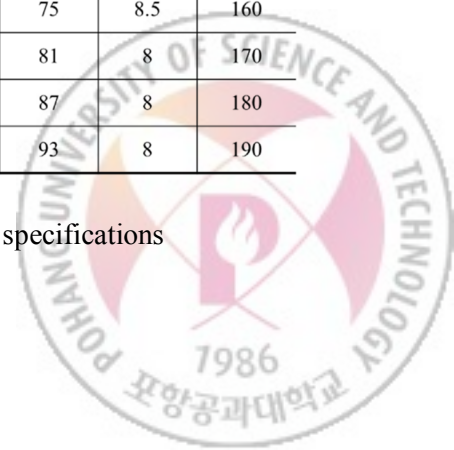 75 8.5 160
81 8 170
87 8 180
93 8 190
specifications
POHANG UNIVERSITY OF SCIENCE AND TECHNOLOGY
1986
포항공과대학교